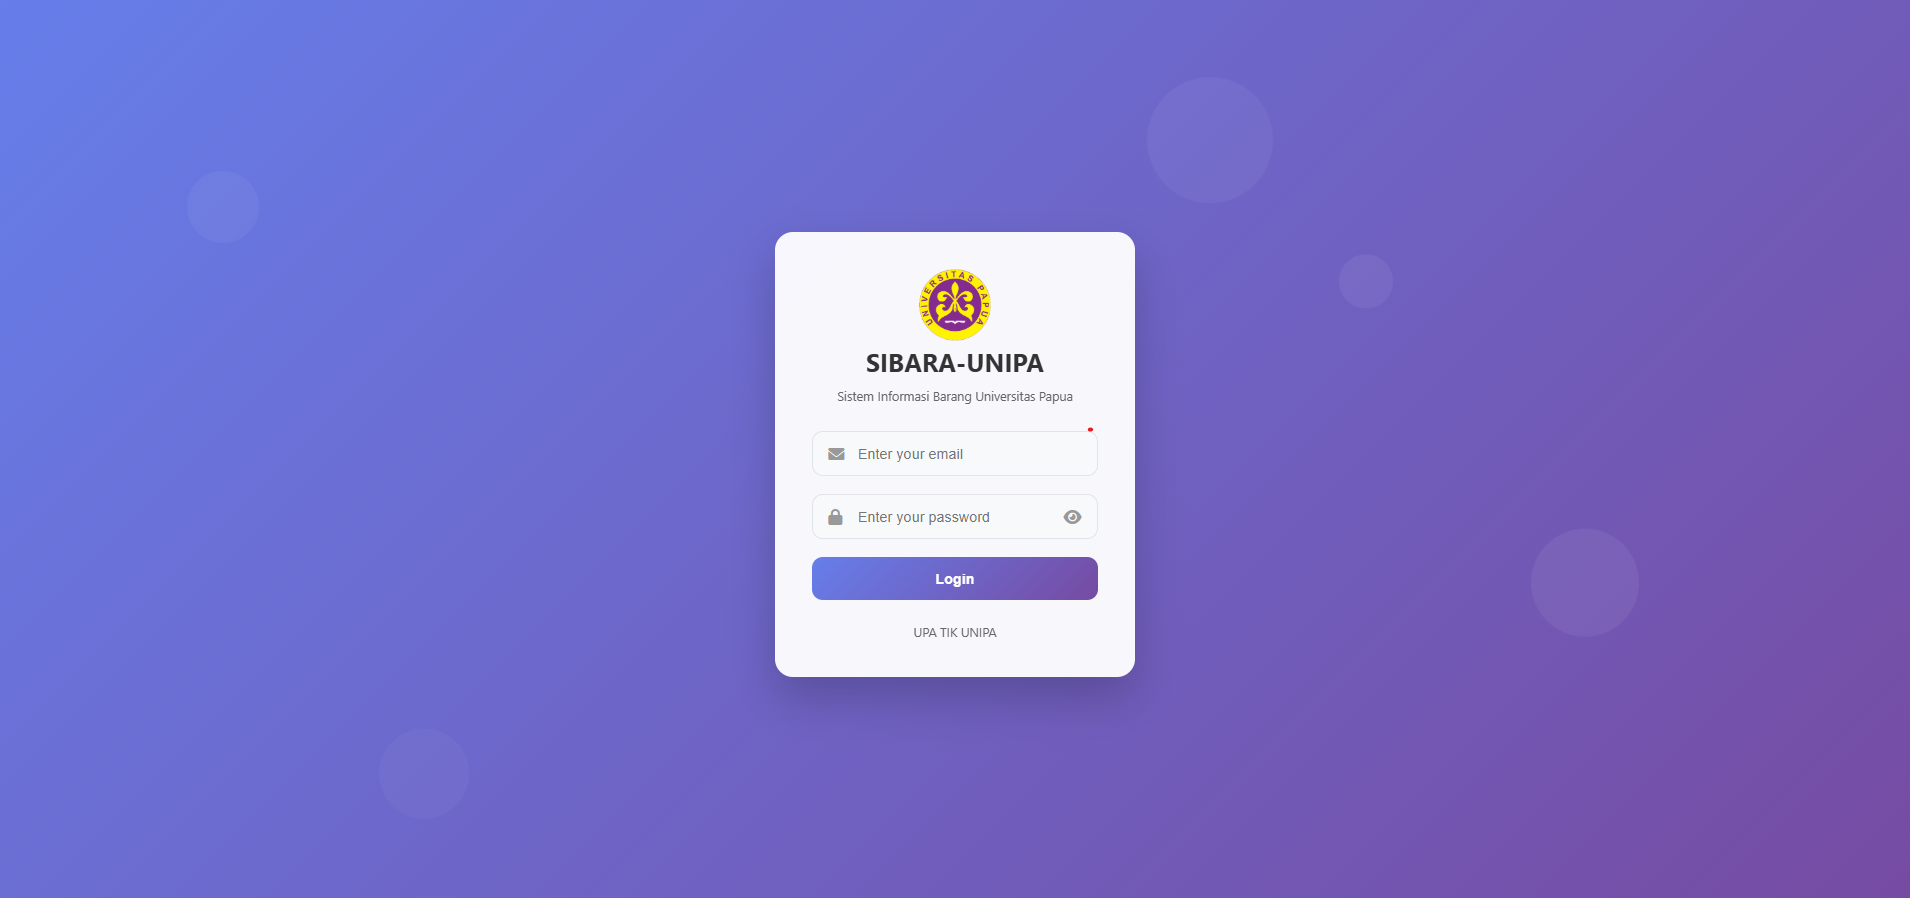 UNIVERSITAS PAPUA
SIBARA-UNIPA
Sistem Informasi Barang Universitas Papua
Enter your email
Enter your password
Login
UPA TIK UNIPA